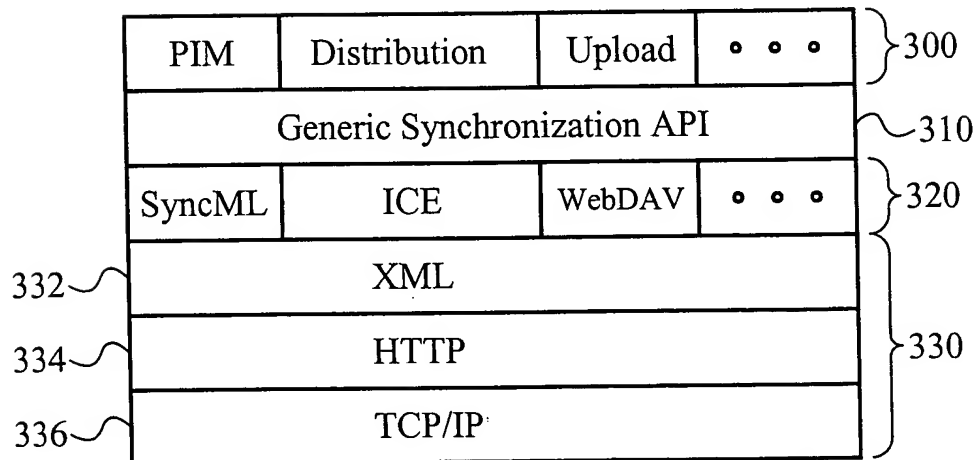 PIM Distribution Upload 300
Generic Synchronization API 310
SyncML ICE WebDAV 320
332 XML
334 HTTP 330
336 TCP/IP